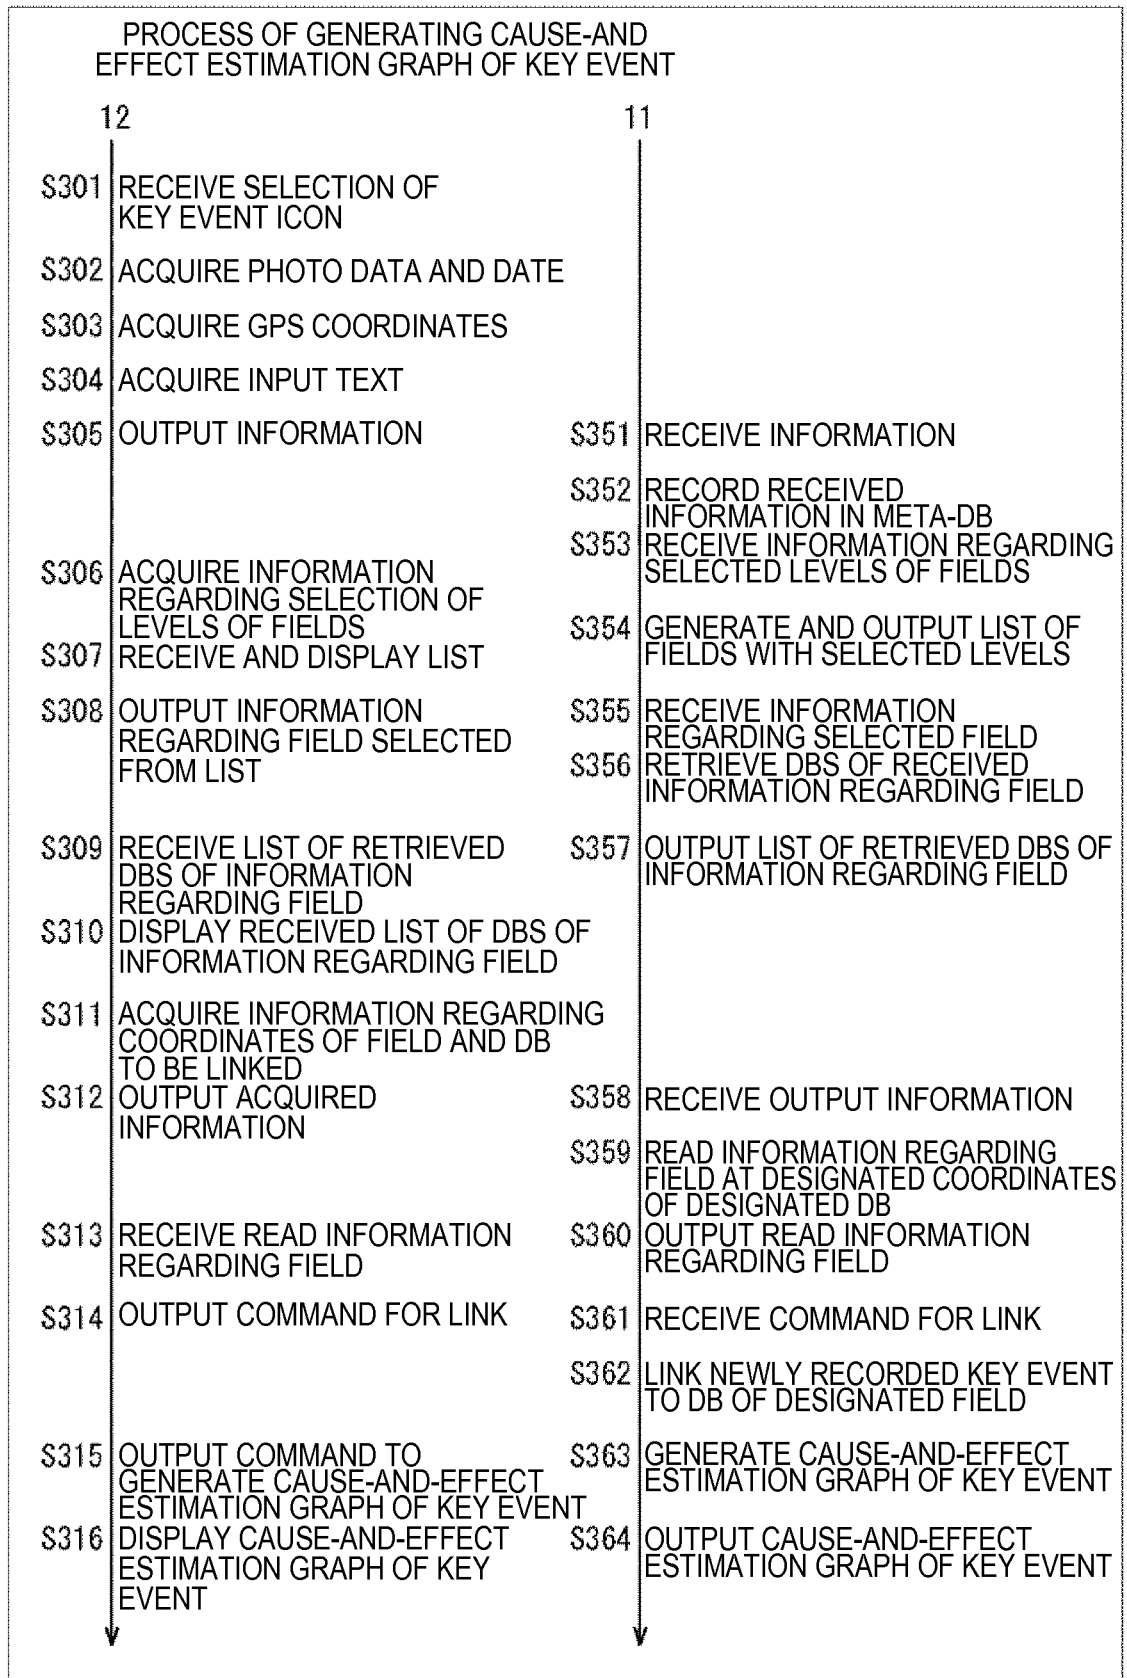 PROCESS OF GENERATING CAUSE-AND
EFFECT ESTIMATION GRAPH OF KEY EVENT
12
11
S301 RECEIVE SELECTION OF
KEY EVENT ICON
S302 ACQUIRE PHOTO DATA AND DATE
S303 ACQUIRE GPS COORDINATES
S304 ACQUIRE INPUT TEXT
S305 OUTPUT INFORMATION
S351 RECEIVE INFORMATION
S352 RECORD RECEIVED
INFORMATION IN META-DB
S353 RECEIVE INFORMATION REGARDING
SELECTED LEVELS OF FIELDS
S306 ACQUIRE INFORMATION
REGARDING SELECTION OF
LEVELS OF FIELDS
S354 GENERATE AND OUTPUT LIST OF
FIELDS WITH SELECTED LEVELS
S307 RECEIVE AND DISPLAY LIST
S308 OUTPUT INFORMATION
REGARDING FIELD SELECTED
FROM LIST
S355 RECEIVE INFORMATION
REGARDING SELECTED FIELD
S356 RETRIEVE DBS OF RECEIVED
INFORMATION REGARDING FIELD
S309 RECEIVE LIST OF RETRIEVED
DBS OF INFORMATION
REGARDING FIELD
S357 OUTPUT LIST OF RETRIEVED DBS OF
INFORMATION REGARDING FIELD
S310 DISPLAY RECEIVED LIST OF DBS OF
INFORMATION REGARDING FIELD
S311 ACQUIRE INFORMATION REGARDING
COORDINATES OF FIELD AND DB
TO BE LINKED
S312 OUTPUT ACQUIRED
INFORMATION
S358 RECEIVE OUTPUT INFORMATION
S359 READ INFORMATION REGARDING
FIELD AT DESIGNATED COORDINATES
OF DESIGNATED DB
S313 RECEIVE READ INFORMATION
REGARDING FIELD
S360 OUTPUT READ INFORMATION
REGARDING FIELD
S314 OUTPUT COMMAND FOR LINK
S361 RECEIVE COMMAND FOR LINK
S362 LINK NEWLY RECORDED KEY EVENT
TO DB OF DESIGNATED FIELD
S315 OUTPUT COMMAND TO
GENERATE CAUSE-AND-EFFECT
ESTIMATION GRAPH OF KEY EVENT
S363 GENERATE CAUSE-AND-EFFECT
ESTIMATION GRAPH OF KEY EVENT
S316 DISPLAY CAUSE-AND-EFFECT
ESTIMATION GRAPH OF KEY
EVENT
S364 OUTPUT CAUSE-AND-EFFECT
ESTIMATION GRAPH OF KEY EVENT